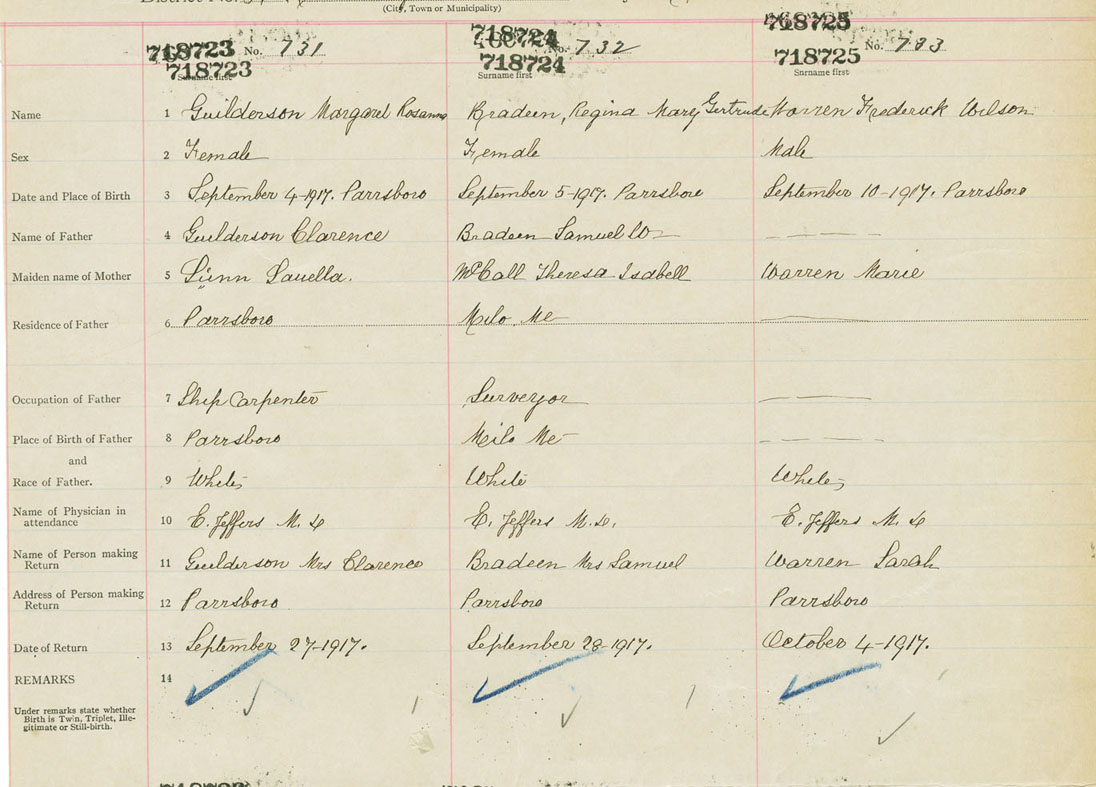 (City, Town or Municipality)
718723 No. 731 718724 No. 732 718725 No. 733
718723 718724 718725
Surname first Surname first Surname first
Name 1 Guilderson Margaret Rosanna Bradeen, Regina Mary Gertrude Warren Frederick Wilson
Sex 2 Female Female Male
Date and Place of Birth 3 September 4-1917. Parrsboro September 5-1917. Parrsboro September 10-1917. Parrsboro
Name of Father 4 Guilderson Clarence Bradeen Samuel W — — — —
Maiden name of Mother 5 Lunn Louella. McCall Theresa Isabell Warren Marie
Residence of Father 6 Parrsboro Milo Me ———
Occupation of Father 7 Ship Carpenter Surveyor — — —
Place of Birth of Father 8 Parrsboro Milo Me — — — —
and
Race of Father. 9 White White White
Name of Physician in
attendance 10 E. Jeffers M.D E. Jeffers M.D. E. Jeffers M.D
Name of Person making
Return 11 Guilderson Mrs Clarence Bradeen Mrs Samuel Warren Sarah
Address of Person making
Return 12 Parrsboro Parrsboro Parrsboro
Date of Return 13 September 27-1917. September 28-1917. October 4-1917.
REMARKS 14
Under remarks state whether
Birth is Twin, Triplet, Ille-
gitimate or Still-birth.